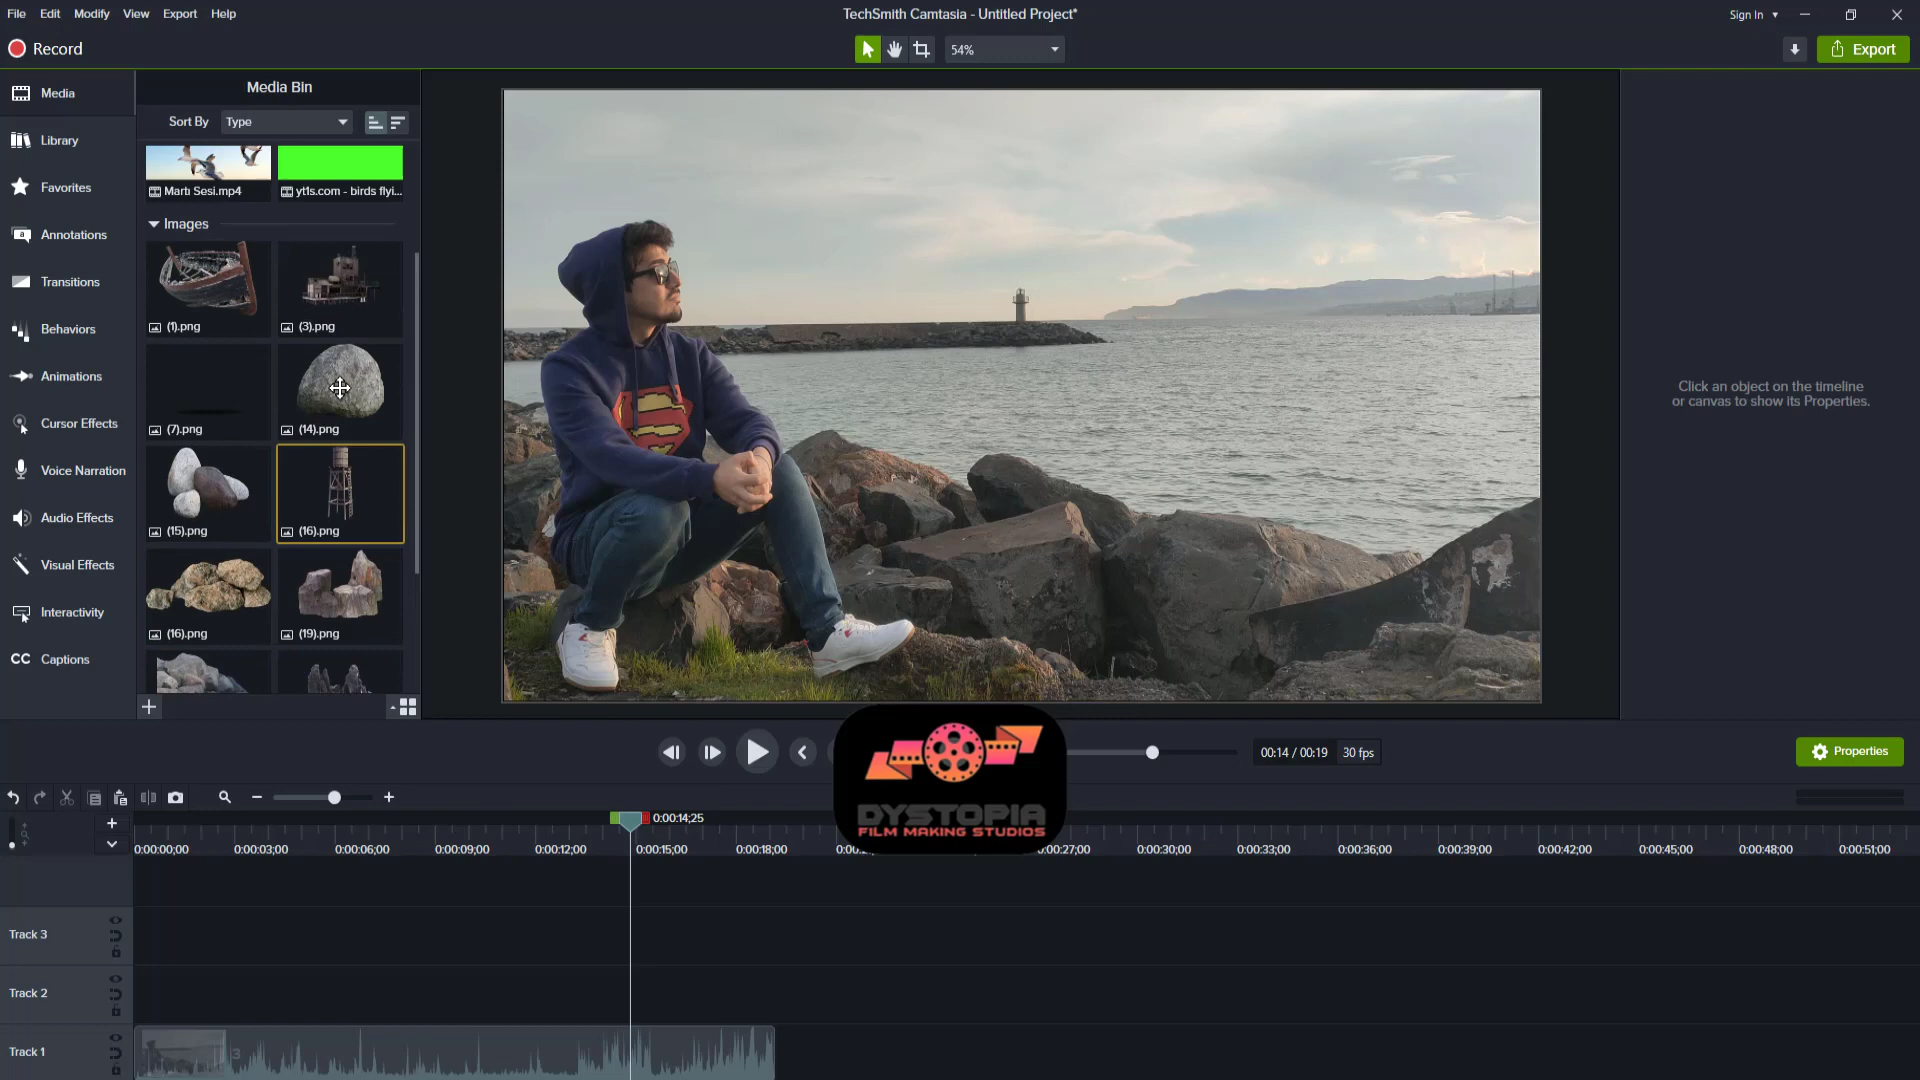 File Edit Modify View Export Help
TechSmith Camtasia - Untitled Project*
Sign In
Record
54%
Export
Media
Library
Favorites
Annotations
Transitions
Behaviors
Animations
Cursor Effects
Voice Narration
Audio Effects
Visual Effects
Interactivity
CC Captions
Media Bin
Sort By Type
Martı Sesi.mp4 yt1s.com - birds flyi...
Images
(1).png (3).png
(7).png (14).png
(15).png (16).png
(16).png (19).png
Click an object on the timeline
or canvas to show its Properties.
00:14 / 00:19 30 fps
Properties
DYSTOPIA
FILM MAKING STUDIOS
0:00:14;25
0:00:00;00 0:00:03;00 0:00:06;00 0:00:09;00 0:00:12;00 0:00:15;00 0:00:18;00 0:00:27;00 0:00:30;00 0:00:33;00 0:00:36;00 0:00:39;00 0:00:42;00 0:00:45;00 0:00:48;00 0:00:51;00
Track 3
Track 2
Track 1
3